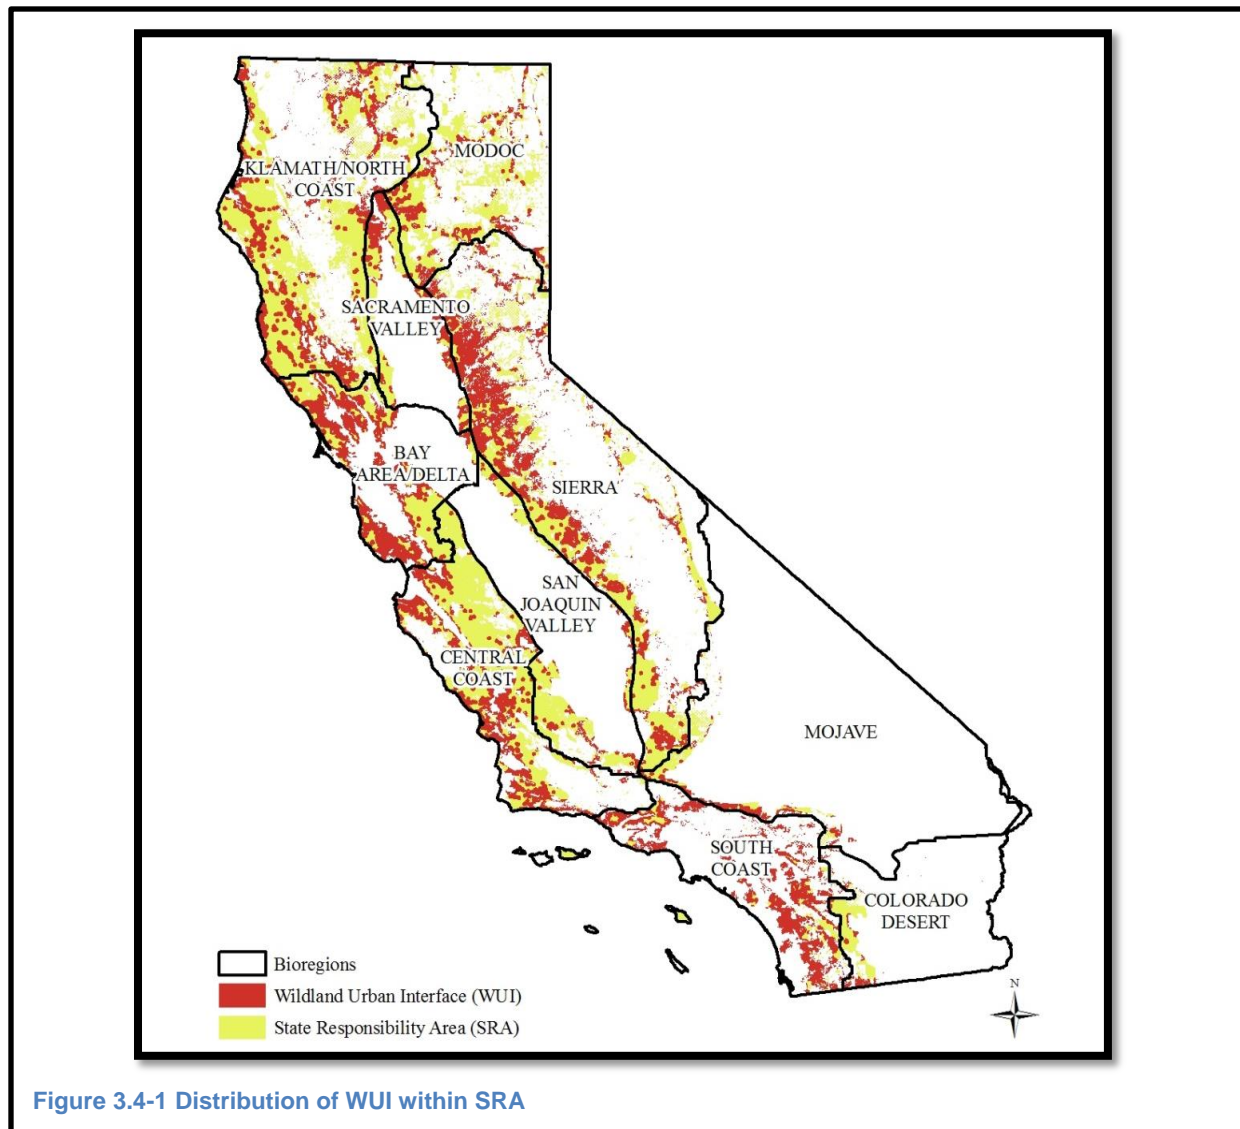 MODOC
KLAMATH/NORTH
COAST
SACRAMENTO
VALLEY
BAY
AREA/DELTA
SIERRA
SAN
JOAQUIN
VALLEY
CENTRAL
COAST
MOJAVE
SOUTH
COAST
COLORADO
DESERT
Bioregions
Wildland Urban Interface (WUI)
State Responsibility Area (SRA)
N
Figure 3.4-1 Distribution of WUI within SRA